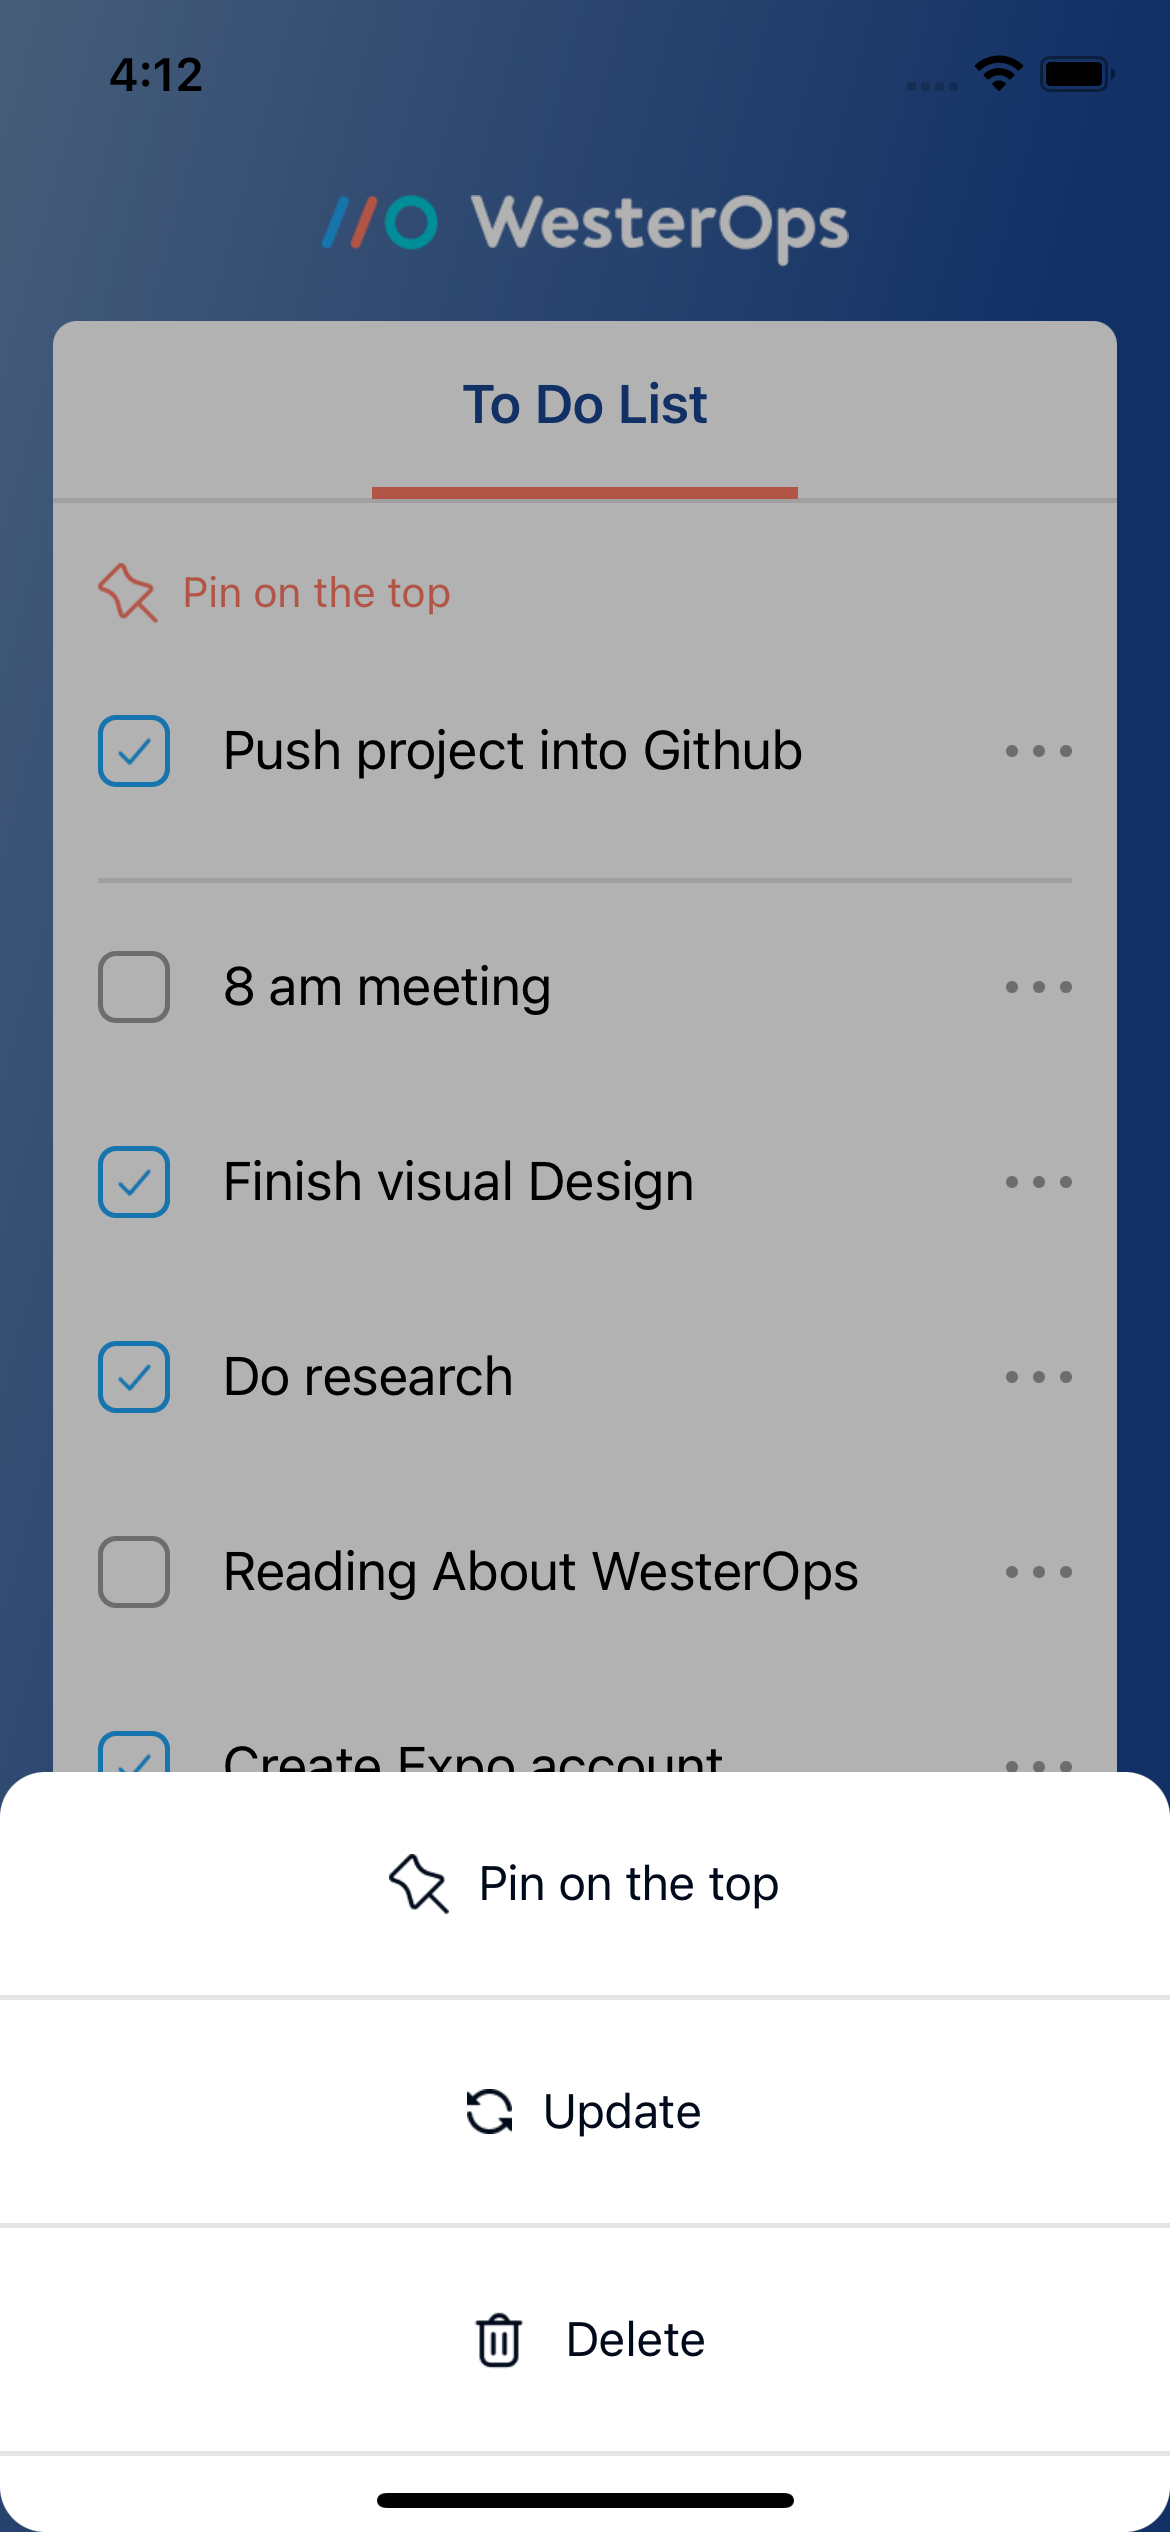 4:12
WesterOps
To Do List
Pin on the top
Push project into Github
8 am meeting
Finish visual Design
Do research
Reading About WesterOps
Create Expo account
Pin on the top
Update
Delete